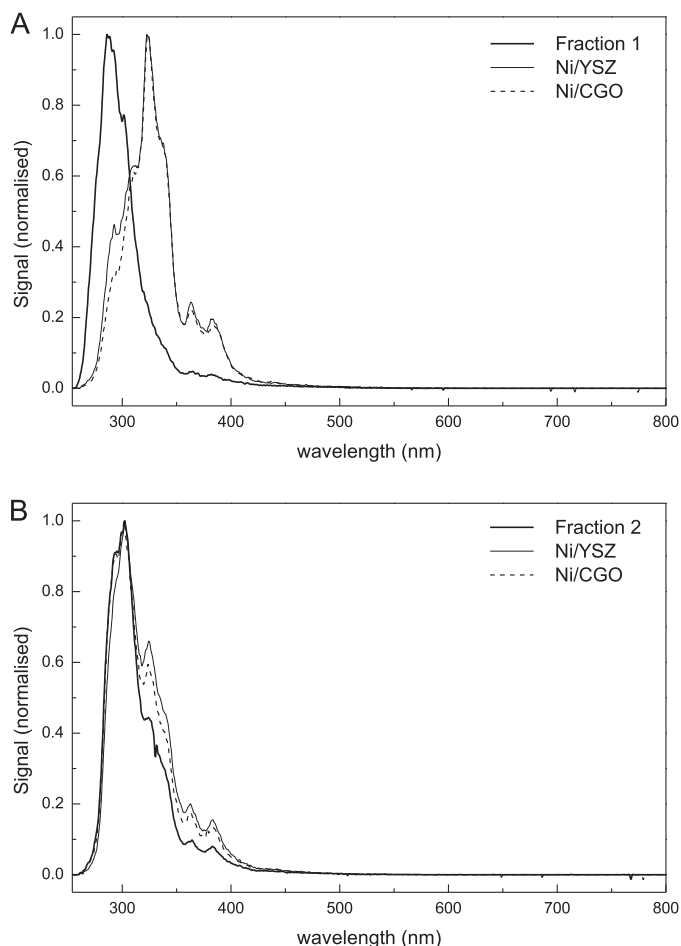 A
1.0
0.8
0.6
0.4
0.2
0.0
Signal (normalised)
Fraction 1
Ni/YSZ
Ni/CGO
300 400 500 600 700 800
wavelength (nm)
B
1.0
0.8
0.6
0.4
0.2
0.0
Signal (normalised)
Fraction 2
Ni/YSZ
Ni/CGO
300 400 500 600 700 800
wavelength (nm)